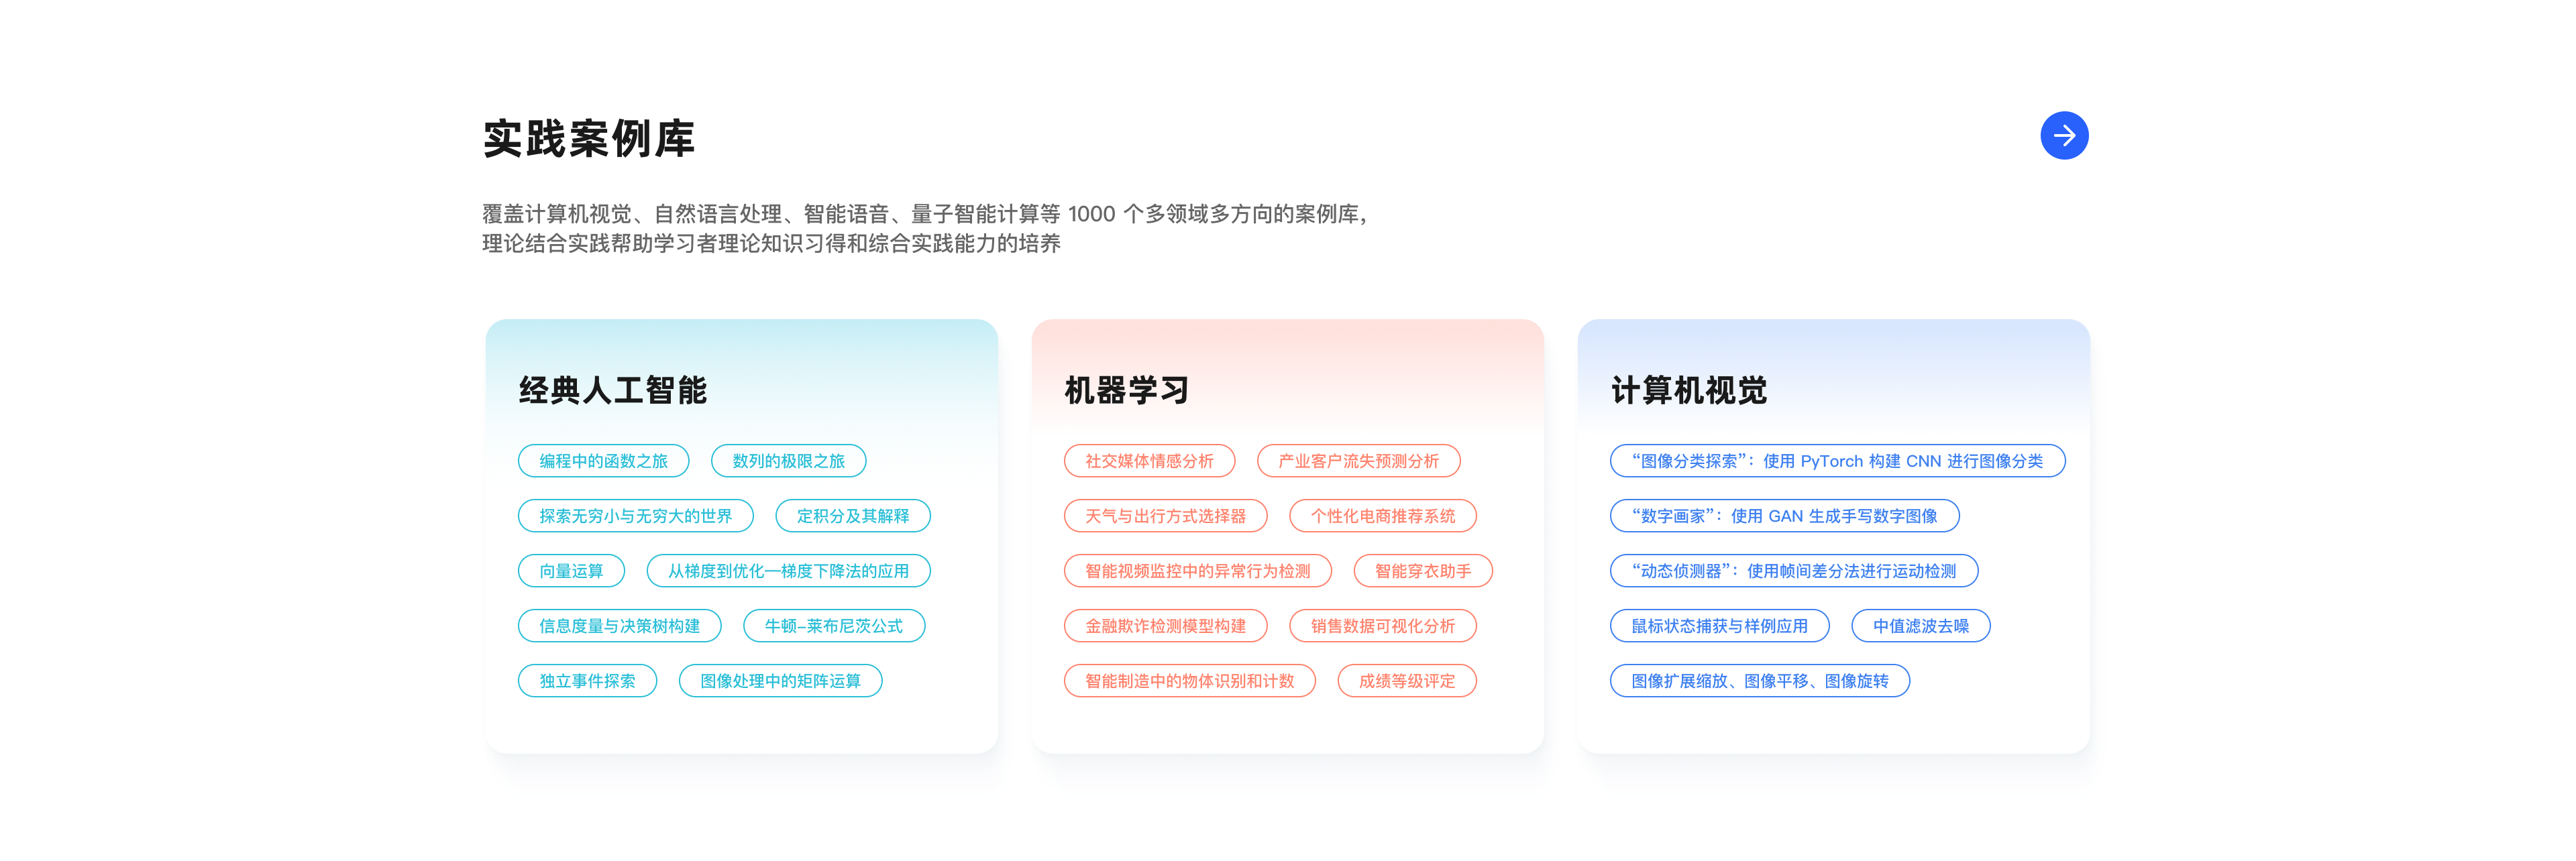 实践案例库
覆盖计算机视觉、自然语言处理、智能语音、量子智能计算等 1000 个多领域多方向的案例库，
理论结合实践帮助学习者理论知识习得和综合实践能力的培养
经典人工智能
编程中的函数之旅
数列的极限之旅
探索无穷小与无穷大的世界
定积分及其解释
向量运算
从梯度到优化—梯度下降法的应用
信息度量与决策树构建
牛顿-莱布尼茨公式
独立事件探索
图像处理中的矩阵运算
机器学习
社交媒体情感分析
产业客户流失预测分析
天气与出行方式选择器
个性化电商推荐系统
智能视频监控中的异常行为检测
智能穿衣助手
金融欺诈检测模型构建
销售数据可视化分析
智能制造中的物体识别和计数
成绩等级评定
计算机视觉
“图像分类探索”：使用 PyTorch 构建 CNN 进行图像分类
“数字画家”：使用 GAN 生成手写数字图像
“动态侦测器”：使用帧间差分法进行运动检测
鼠标状态捕获与样例应用
中值滤波去噪
图像扩展缩放、图像平移、图像旋转